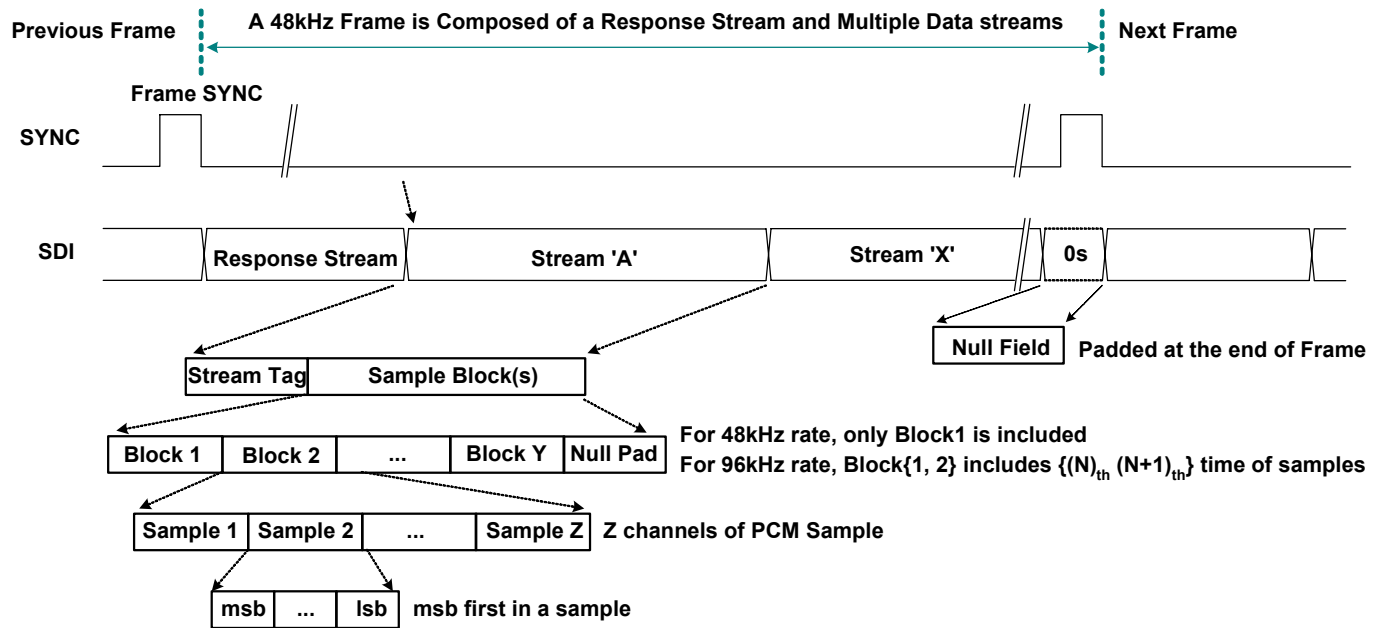 A 48kHz Frame is Composed of a Response Stream and Multiple Data streams
Previous Frame
Next Frame
Frame SYNC
SYNC
SDI
Response Stream
Stream 'A'
Stream 'X'
0s
Null Field
Padded at the end of Frame
Stream Tag
Sample Block(s)
Block 1
Block 2
...
Block Y
Null Pad
For 48kHz rate, only Block1 is included
For 96kHz rate, Block{1, 2} includes {(N)th (N+1)th} time of samples
Sample 1
Sample 2
...
Sample Z
Z channels of PCM Sample
msb
...
lsb
msb first in a sample